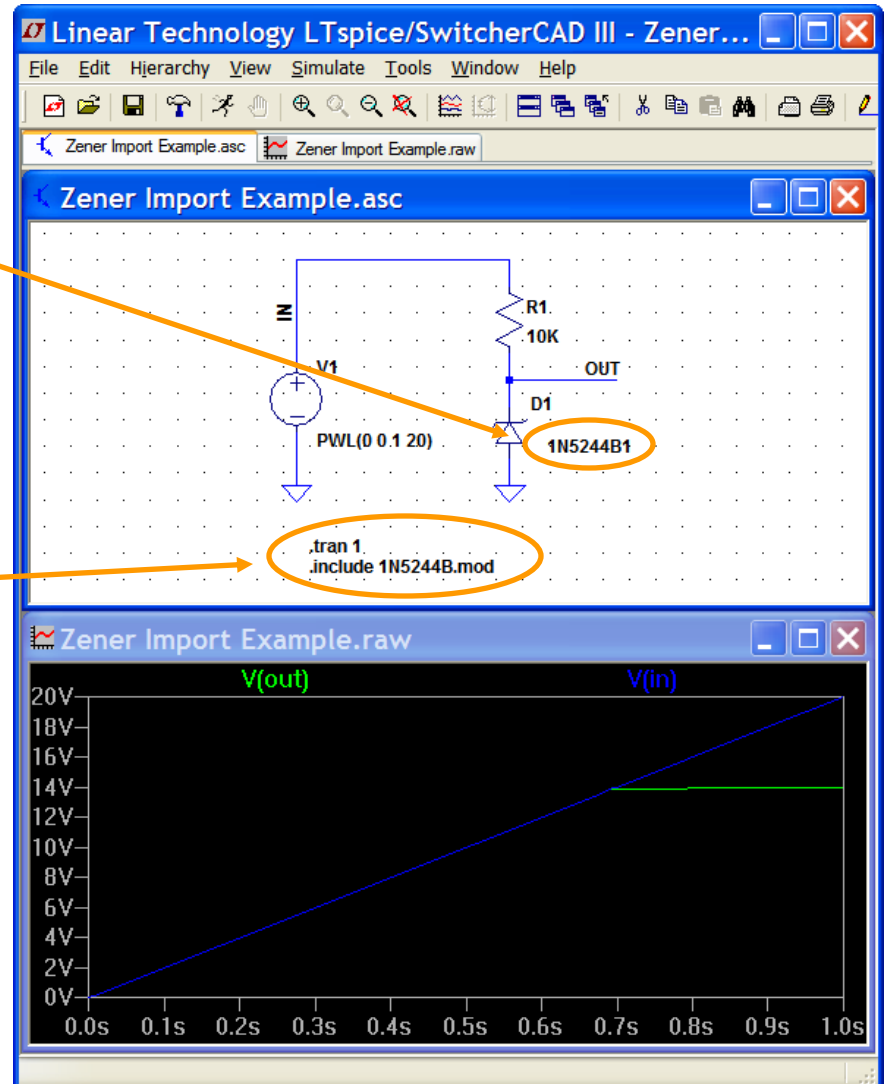 Linear Technology LTspice/SwitcherCAD III - Zener...
File Edit Hierarchy View Simulate Tools Window Help
Zener Import Example.asc Zener Import Example.raw
Zener Import Example.asc
IN
R1
10K
V1
OUT
D1
PWL(0 0.1 20)
1N5244B1
.tran 1
.include 1N5244B.mod
Zener Import Example.raw
V(out) V(in)
20V
18V
16V
14V
12V
10V
8V
6V
4V
2V
0V
0.0s 0.1s 0.2s 0.3s 0.4s 0.5s 0.6s 0.7s 0.8s 0.9s 1.0s